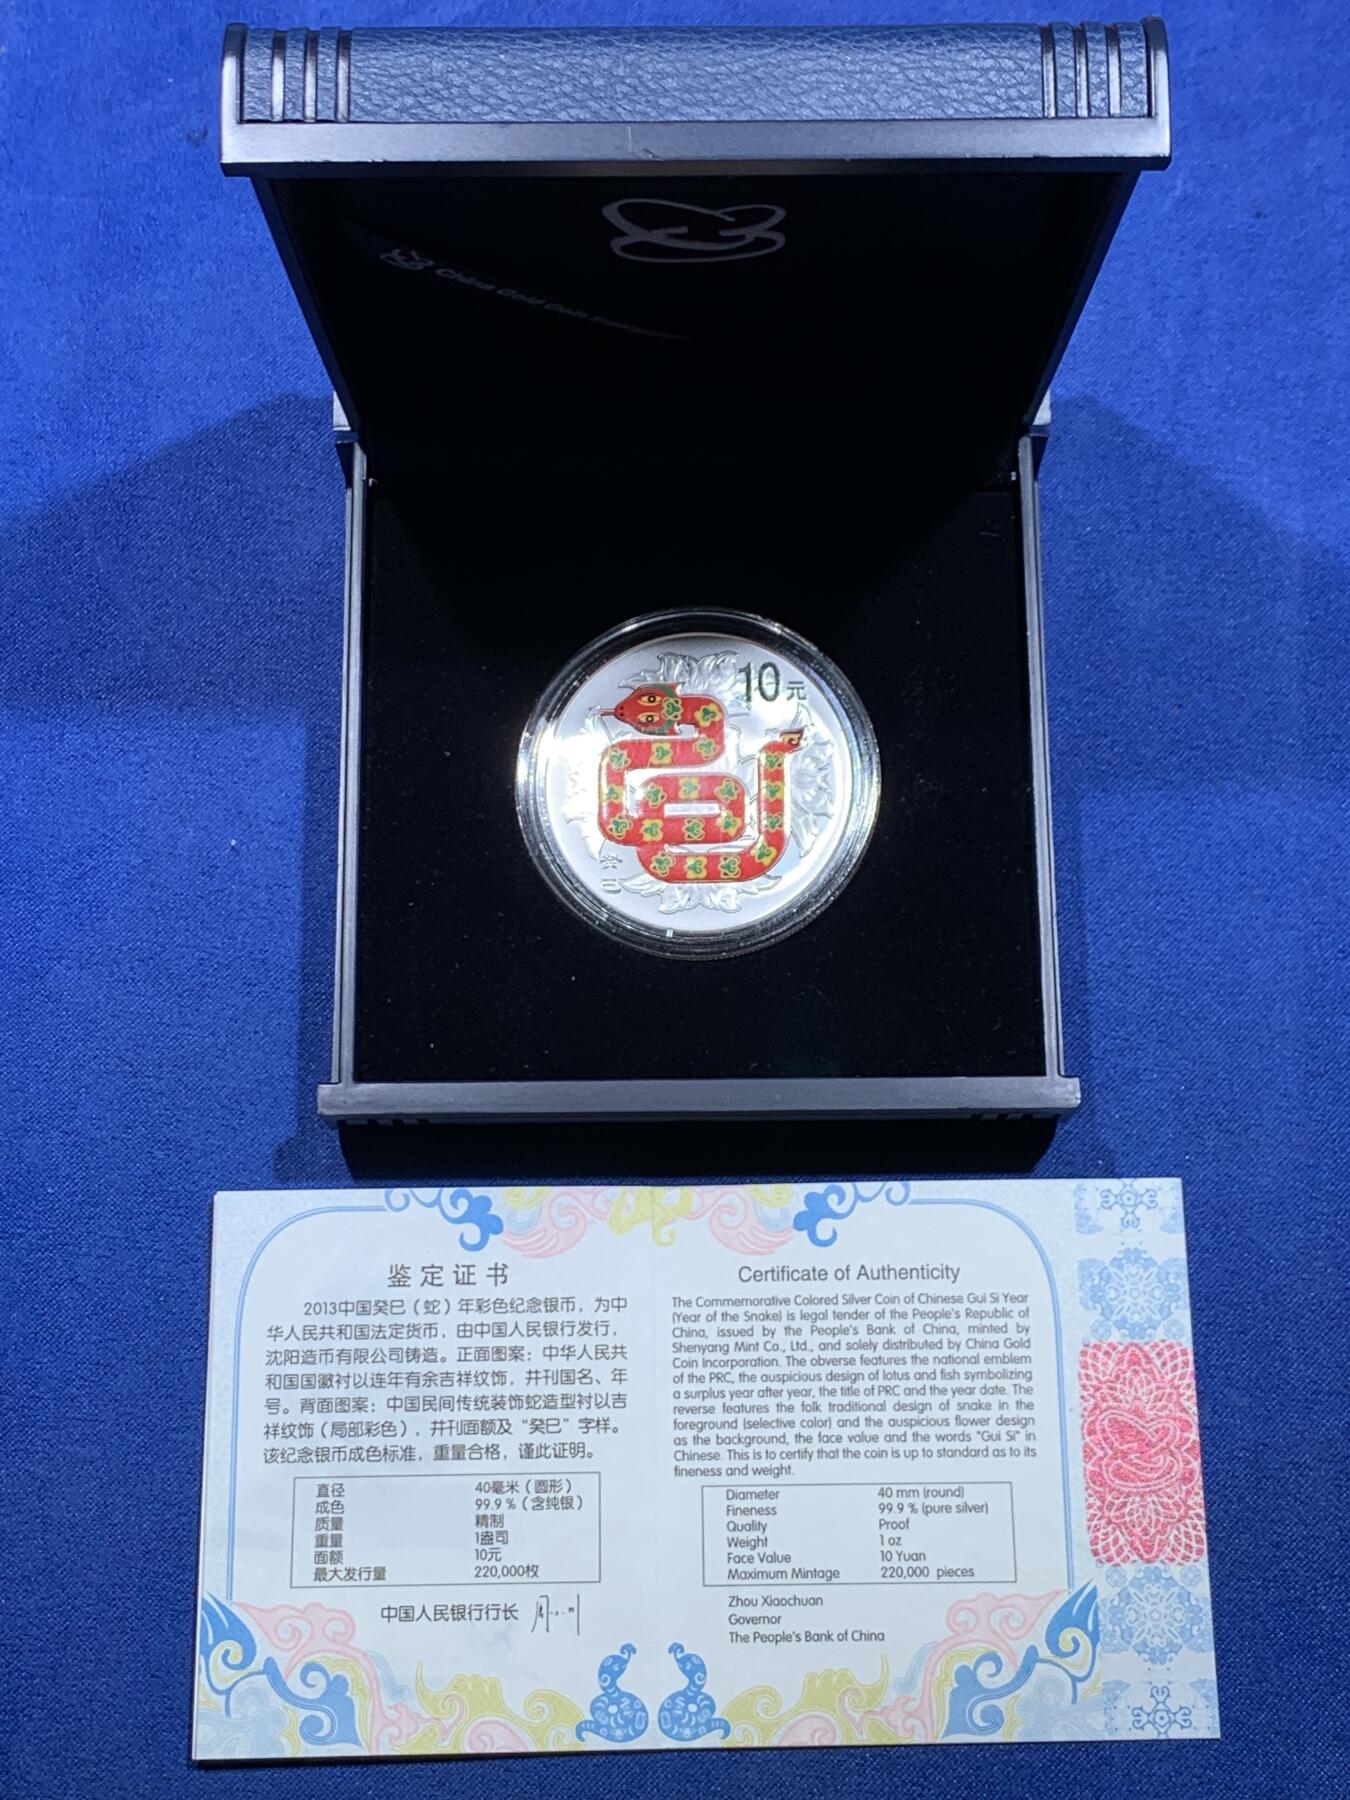 China Gold Coin
10元
癸
巳
鉴定证书
2013中国癸巳（蛇）年彩色纪念银币，为中
华人民共和国法定货币，由中国人民银行发行，
沈阳造币有限公司铸造。正面图案：中华人民共
和国国徽衬以连年有余吉祥纹饰，并刊国名、年
号。背面图案：中国民间传统装饰蛇造型衬以吉
祥纹饰（局部彩色），并刊面额及“癸巳”字样。
该纪念银币成色标准，重量合格，谨此证明。
直径 40毫米（圆形）
成色 99.9 %（含纯银）
质量 精制
重量 1盎司
面额 10元
最大发行量 220,000枚
中国人民银行行长
Certificate of Authenticity
The Commemorative Colored Silver Coin of Chinese Gui Si Year
(Year of the Snake) is legal tender of the People's Republic of
China, issued by the People's Bank of China, minted by
Shenyang Mint Co., Ltd., and solely distributed by China Gold
Coin Incorporation. The obverse features the national emblem
of the PRC, the auspicious design of lotus and fish symbolizing
a surplus year after year, the title of PRC and the year date. The
reverse features the folk traditional design of snake in the
foreground (selective color) and the auspicious flower design
as the background, the face value and the words "Gui Si" in
Chinese. This is to certify that the coin is up to standard as to its
fineness and weight.
Diameter 40 mm (round)
Fineness 99.9 % (pure silver)
Quality Proof
Weight 1 oz
Face Value 10 Yuan
Maximum Mintage 220,000 pieces
Zhou Xiaochuan
Governor
The People's Bank of China